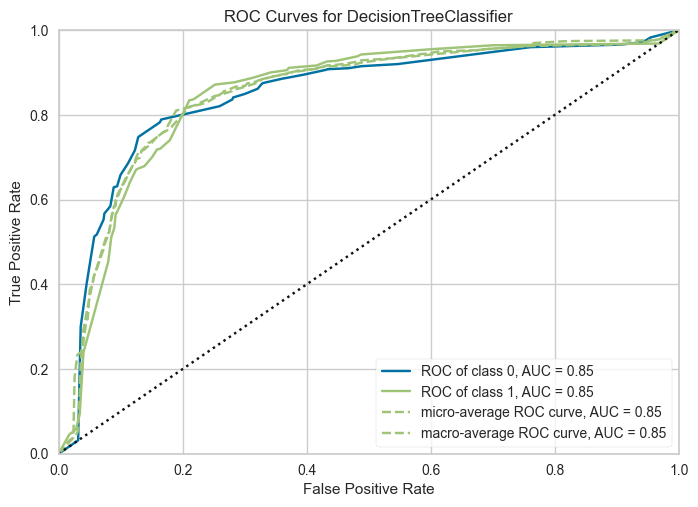 ROC Curves for DecisionTreeClassifier
1.0
0.8
0.6
0.4
0.2
0.0
True Positive Rate
ROC of class 0, AUC = 0.85
ROC of class 1, AUC = 0.85
micro-average ROC curve, AUC = 0.85
macro-average ROC curve, AUC = 0.85
0.0 0.2 0.4 0.6 0.8 1.0
False Positive Rate